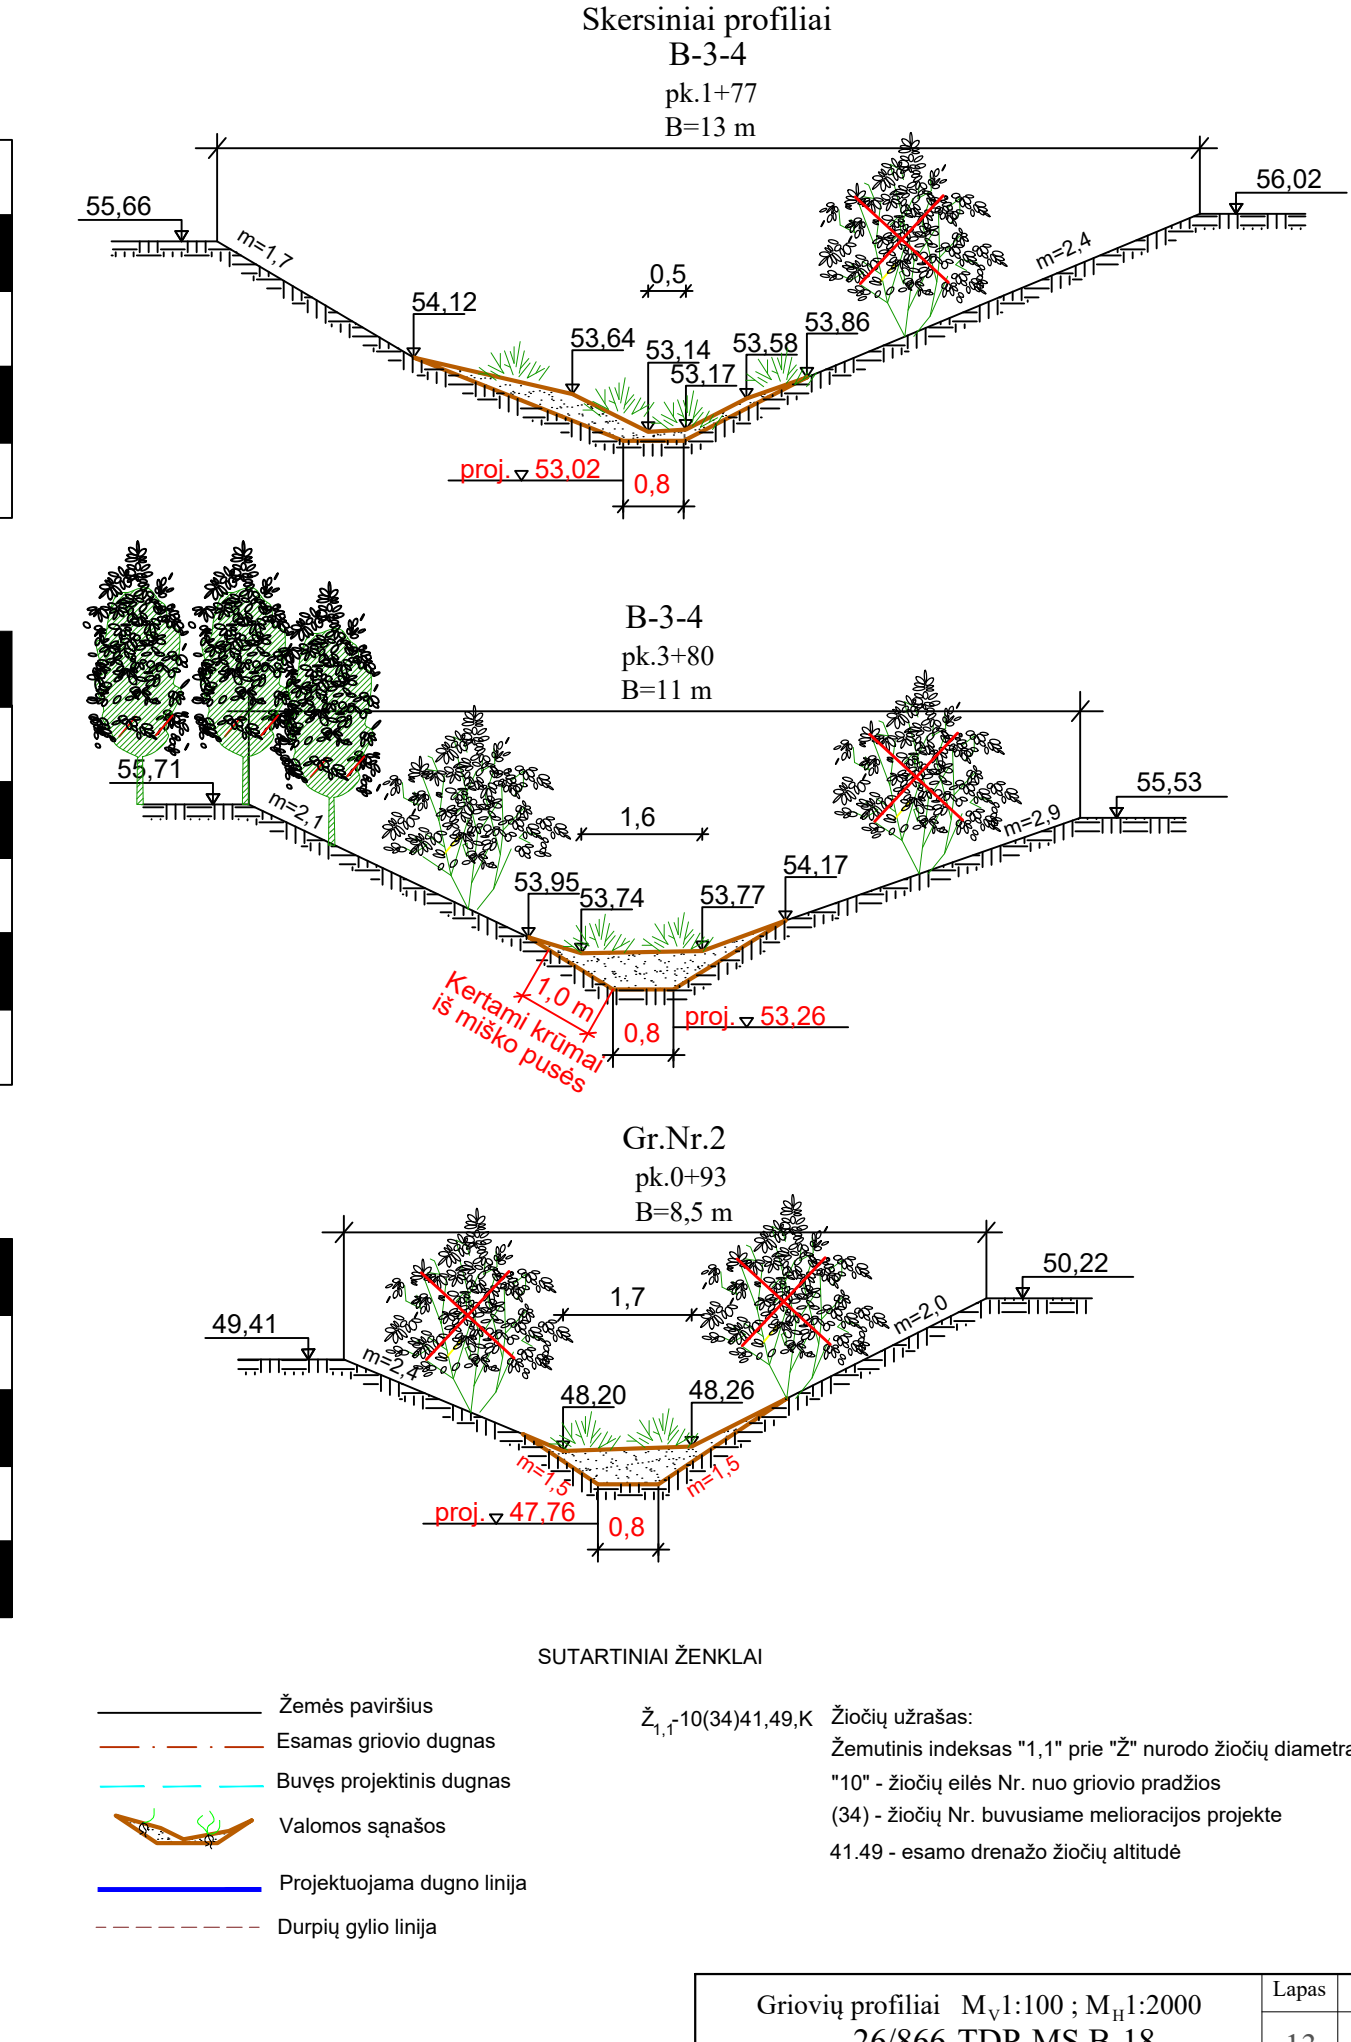 Skersiniai profiliai
B-3-4
pk.1+77
B=13 m
55,66
56,02
m=1,7
m=2,4
0,5
54,12
53,64
53,14
53,17
53,58
53,86
proj. 53,02
0,8
B-3-4
pk.3+80
B=11 m
55,71
55,53
m=2,1
m=2,9
1,6
53,95
53,74
53,77
54,17
1,0 m
Kertami krūmai
iš miško pusės
0,8
proj. 53,26
Gr.Nr.2
pk.0+93
B=8,5 m
49,41
50,22
m=2,4
m=2,0
1,7
48,20
48,26
m=1,5
m=1,5
proj. 47,76
0,8
SUTARTINIAI ŽENKLAI
Žemės paviršius
Esamas griovio dugnas
Buvęs projektinis dugnas
Valomos sąnašos
Projektuojama dugno linija
Durpių gylio linija
Ž1,1-10(34)41,49,K Žiočių užrašas:
Žemutinis indeksas "1,1" prie "Ž" nurodo žiočių diametrą
"10" - žiočių eilės Nr. nuo griovio pradžios
(34) - žiočių Nr. buvusiame melioracijos projekte
41.49 - esamo drenažo žiočių altitudė
Griovių profiliai MV1:100 ; MH1:2000
26/866-TDP-MS.B-18
Lapas